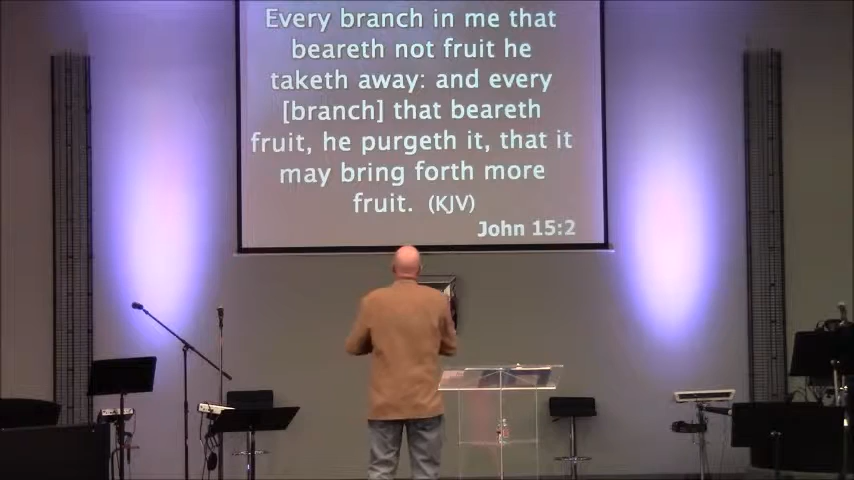 Every branch in me that
beareth not fruit he
taketh away: and every
[branch] that beareth
fruit, he purgeth it, that it
may bring forth more
fruit. (KJV)
John 15:2